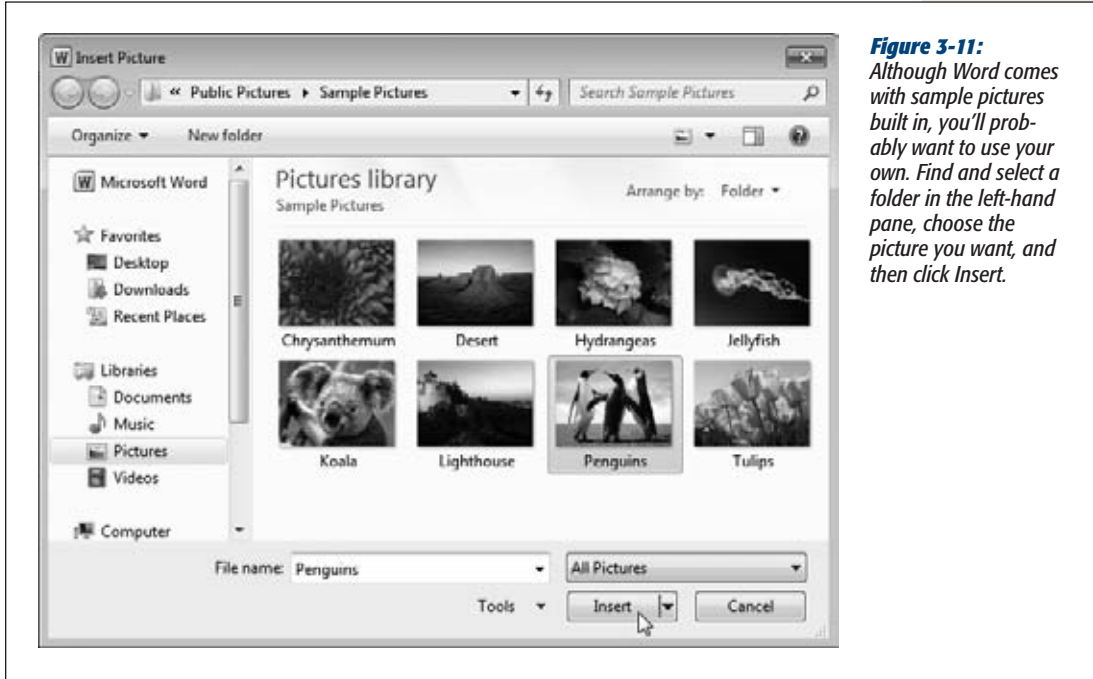 Insert Picture
« Public Pictures ▸ Sample Pictures
Search Sample Pictures
Organize ▾ New folder
Microsoft Word
Favorites
Desktop
Downloads
Recent Places
Libraries
Documents
Music
Pictures
Videos
Computer
Pictures library
Sample Pictures
Arrange by: Folder ▾
Chrysanthemum Desert Hydrangeas Jellyfish
Koala Lighthouse Penguins Tulips
File name: Penguins
All Pictures
Tools ▾ Insert Cancel
Figure 3-11:
Although Word comes
with sample pictures
built in, you’ll prob-
ably want to use your
own. Find and select a
folder in the left-hand
pane, choose the
picture you want, and
then click Insert.